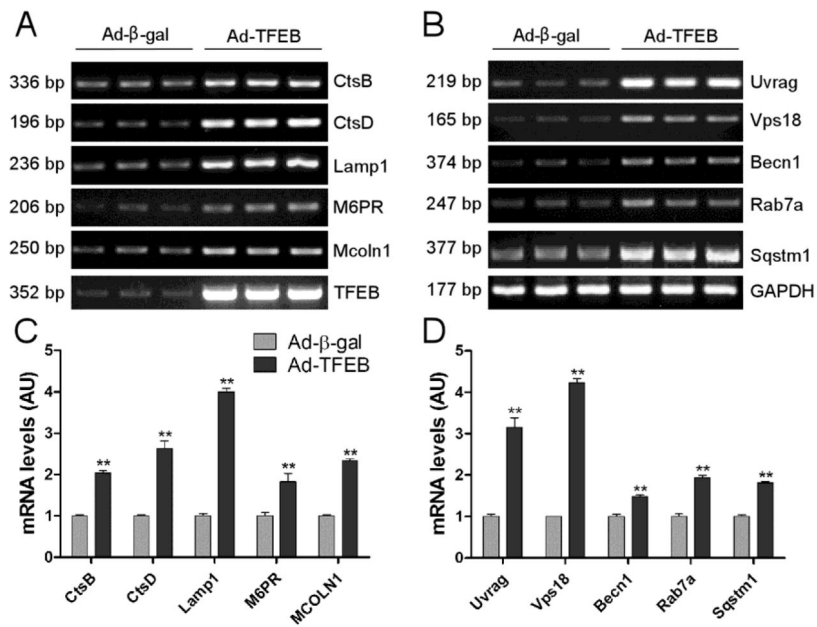 A
Ad-β-gal Ad-TFEB
336 bp CtsB
196 bp CtsD
236 bp Lamp1
206 bp M6PR
250 bp Mcoln1
352 bp TFEB
B
Ad-β-gal Ad-TFEB
219 bp Uvrag
165 bp Vps18
374 bp Becn1
247 bp Rab7a
377 bp Sqstm1
177 bp GAPDH
C
Ad-β-gal
Ad-TFEB
mRNA levels (AU)
5
4
3
2
1
0
** ** ** ** **
CtsB CtsD Lamp1 M6PR MCOLN1
D
mRNA levels (AU)
5
4
3
2
1
0
** ** ** ** **
Uvrag Vps18 Becn1 Rab7a Sqstm1